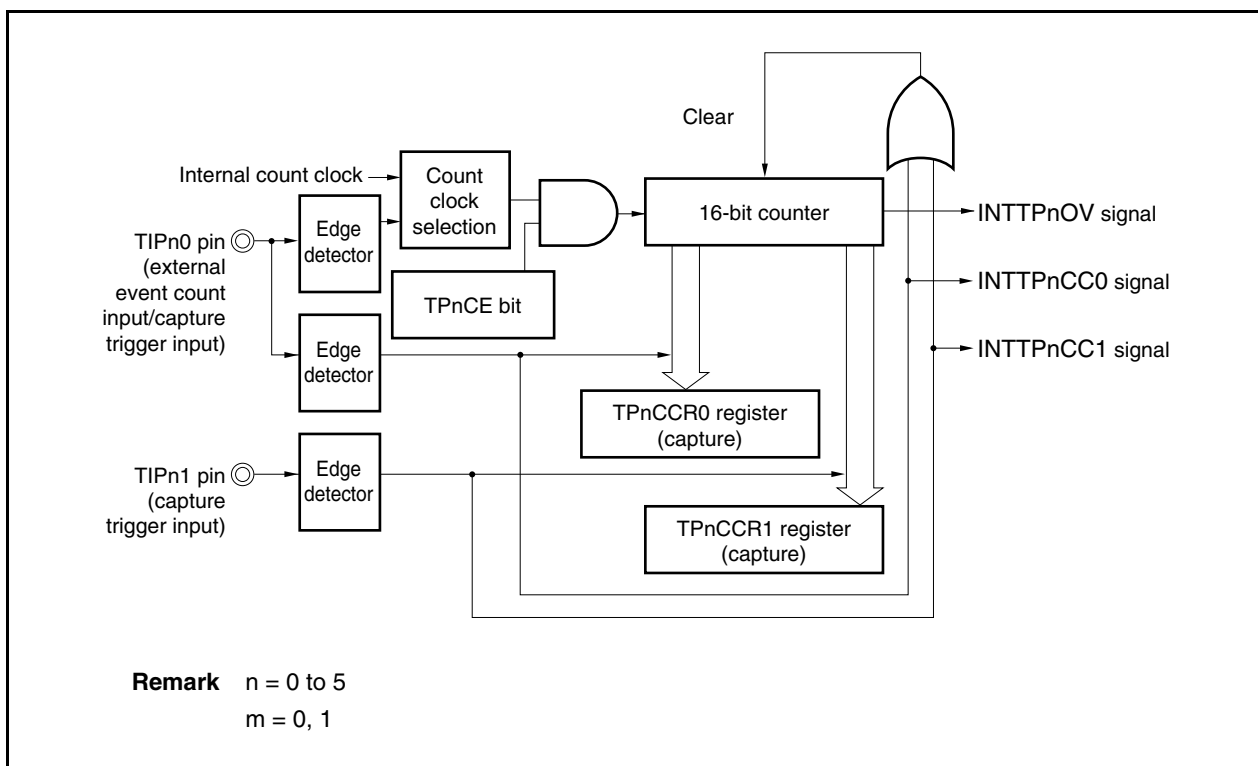 Clear
Internal count clock
Count
clock
selection
16-bit counter
INTTPnOV signal
Edge
detector
TIPn0 pin
(external
event count
input/capture
trigger input)
TPnCE bit
INTTPnCC0 signal
Edge
detector
INTTPnCC1 signal
TPnCCR0 register
(capture)
TIPn1 pin
(capture
trigger input)
Edge
detector
TPnCCR1 register
(capture)
Remark n = 0 to 5
m = 0, 1